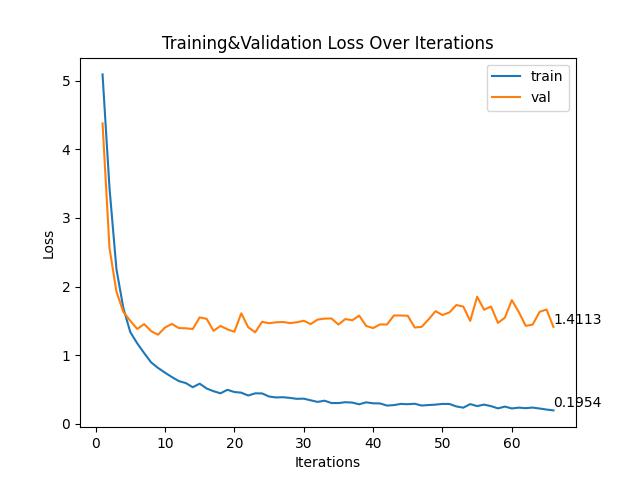 Training&Validation Loss Over Iterations
train
val
5
4
3
2
1
0
Loss
1.4113
0.1954
0 10 20 30 40 50 60
Iterations